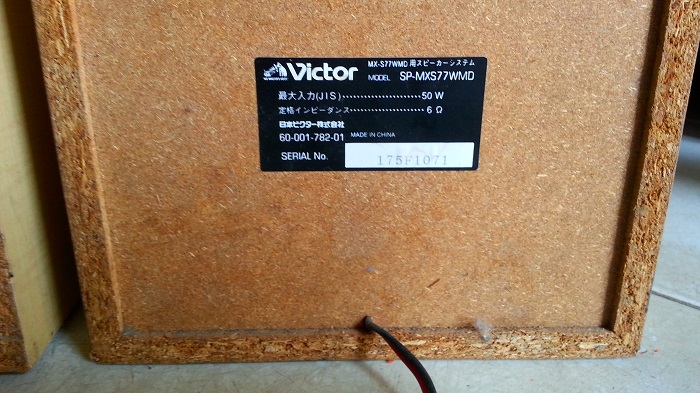 Victor
MX-S77WMD 用スピーカーシステム
MODEL SP-MXS77WMD
最大入力(JIS)........................50 W
定格インピーダンス........................6 Ω
日本ビクター株式会社
60-001-782-01 MADE IN CHINA
SERIAL No. 175F1071